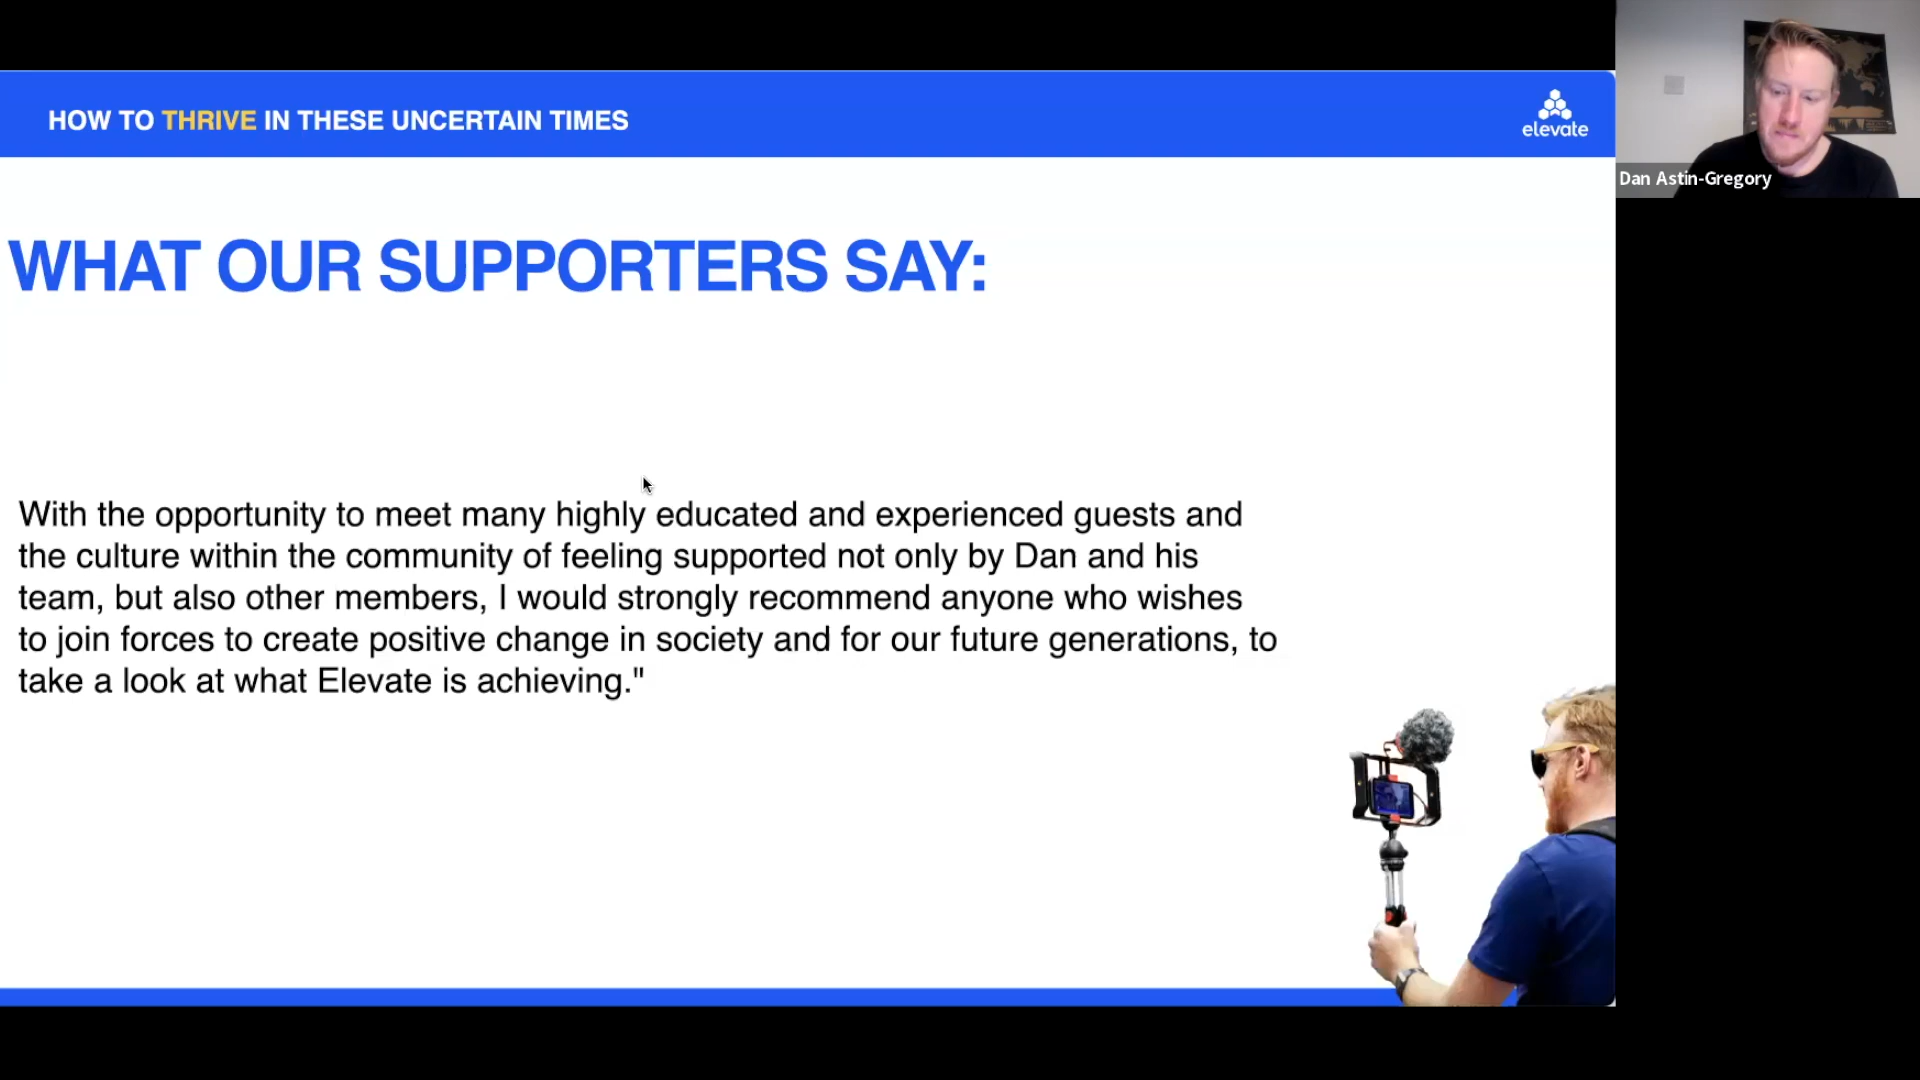 HOW TO THRIVE IN THESE UNCERTAIN TIMES
elevate
Dan Astin-Gregory
WHAT OUR SUPPORTERS SAY:
With the opportunity to meet many highly educated and experienced guests and
the culture within the community of feeling supported not only by Dan and his
team, but also other members, I would strongly recommend anyone who wishes
to join forces to create positive change in society and for our future generations, to
take a look at what Elevate is achieving."